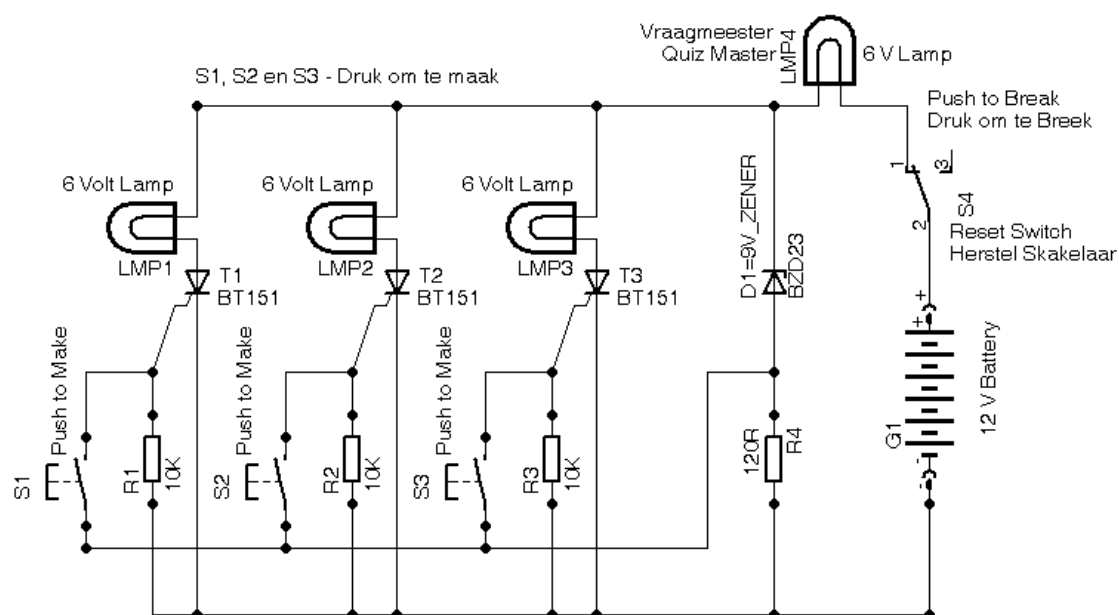 Vraagmeester
Quiz Master
LMP4
6 V Lamp
S1, S2 en S3 - Druk om te maak
Push to Break
Druk om te Breek
1
3
2
S4
Reset Switch
Herstel Skakelaar
6 Volt Lamp
LMP1
T1
BT151
6 Volt Lamp
LMP2
T2
BT151
6 Volt Lamp
LMP3
T3
BT151
D1=9V_ZENER
BZD23
+
+
-
-
G1
12 V Battery
Push to Make
S1
R1
10K
Push to Make
S2
R2
10K
Push to Make
S3
R3
10K
120R
R4